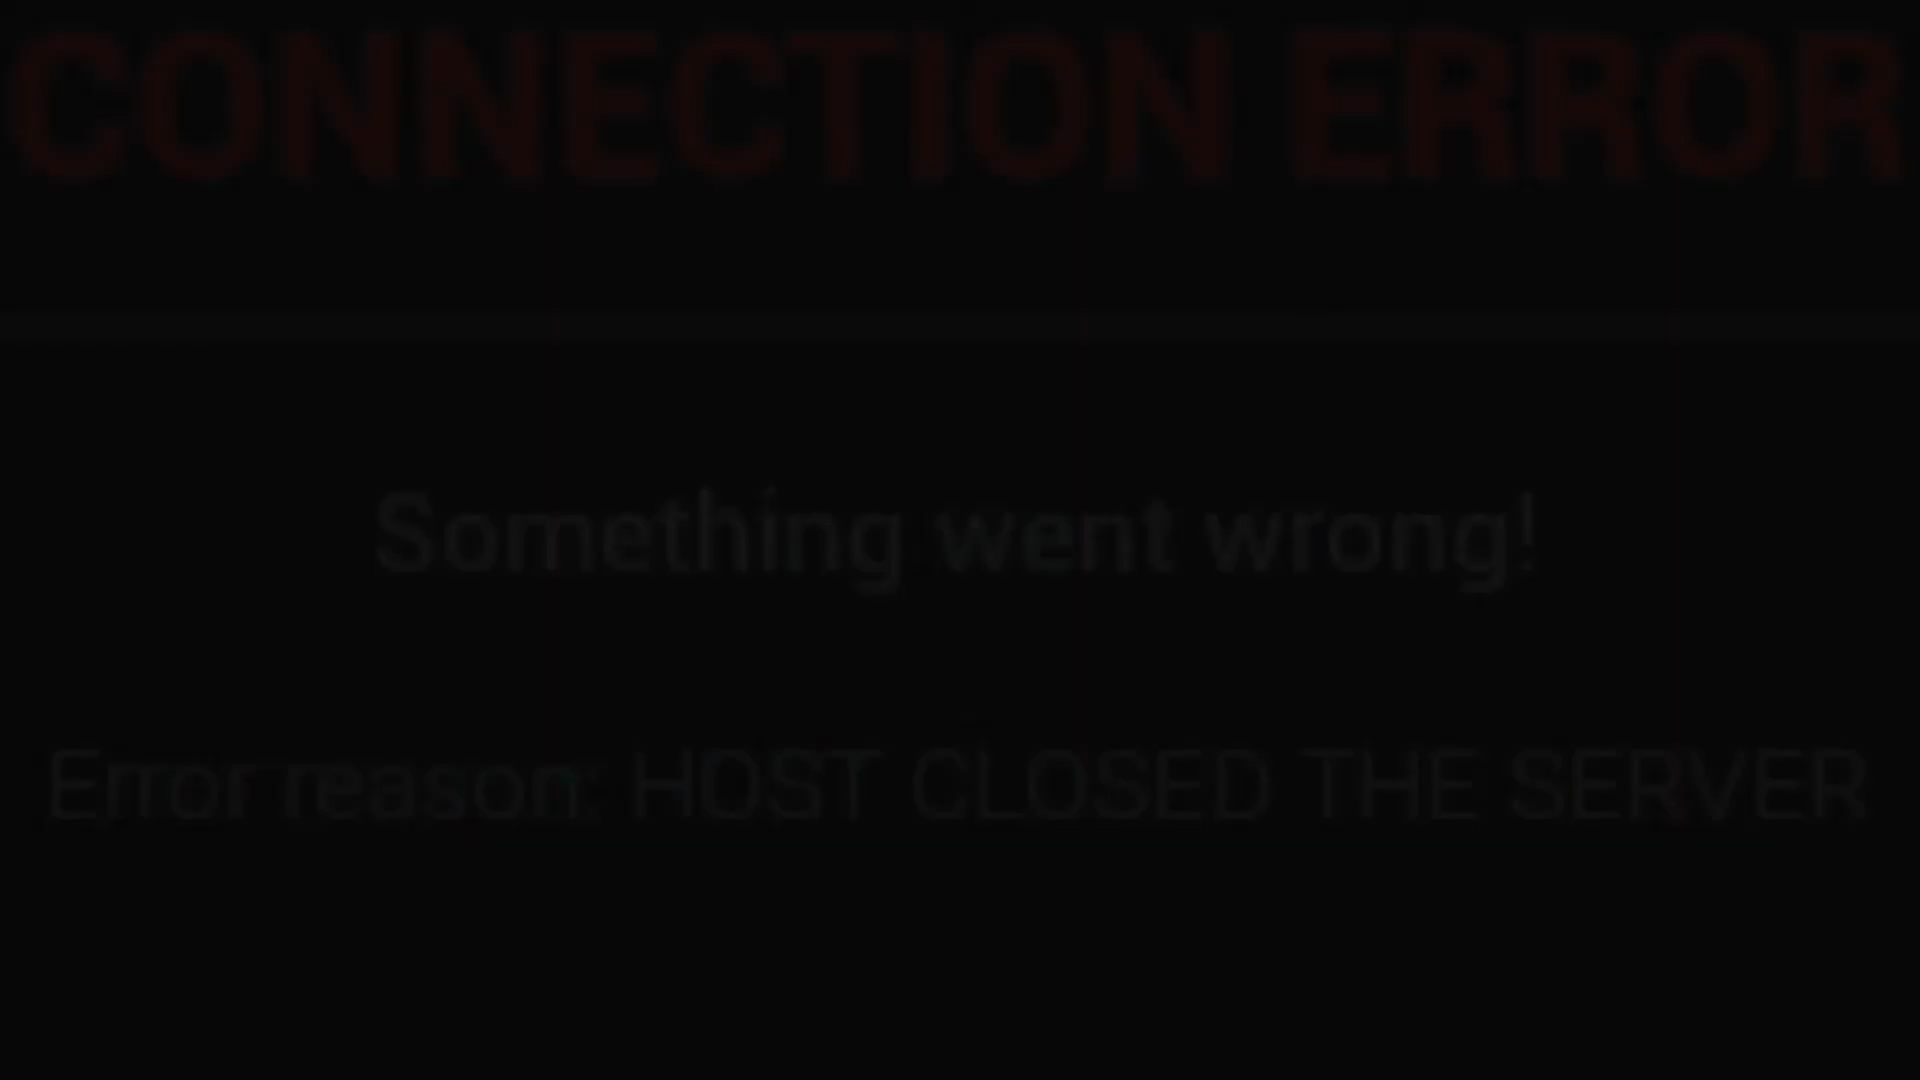 CONNECTION ERROR
Something went wrong!
Error reason: HOST CLOSED THE SERVER